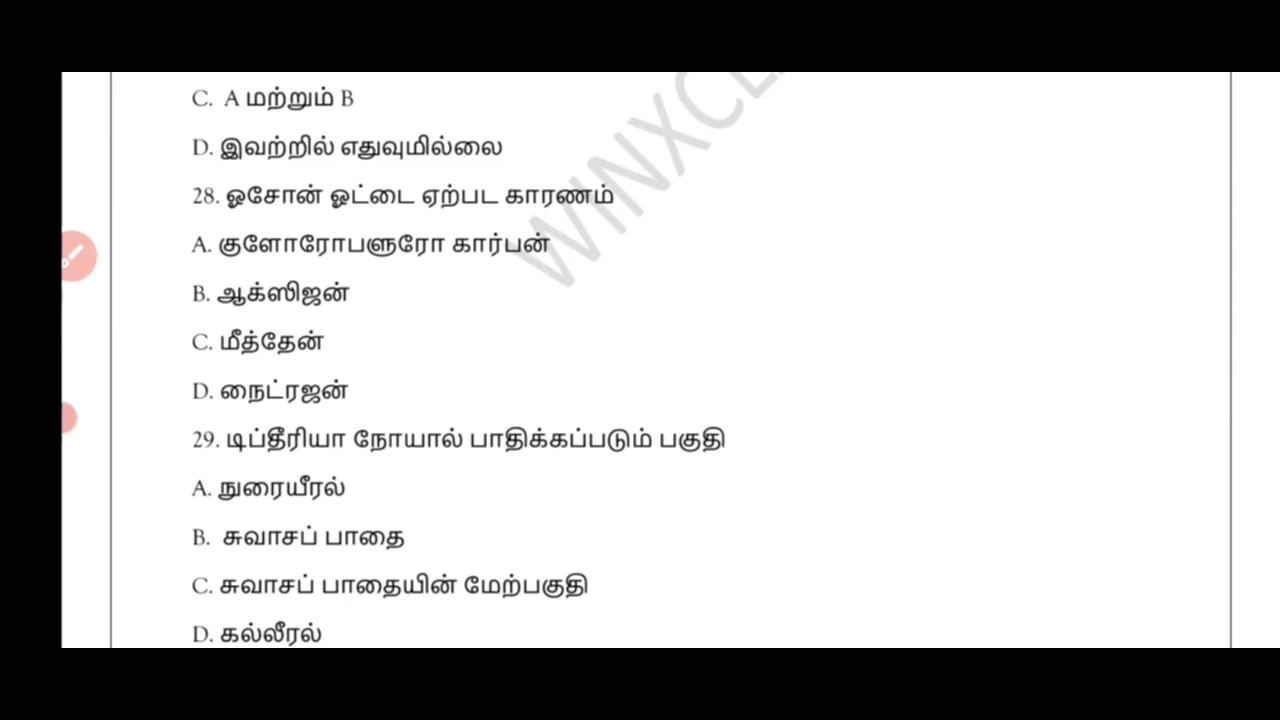 C. A மற்றும் B
D. இவற்றில் எதுவுமில்லை
28. ஓசோன் ஓட்டை ஏற்பட காரணம்
A. குளோரோபளுரோ கார்பன்
B. ஆக்ஸிஜன்
C. மீத்தேன்
D. நைட்ரஜன்
29. டிப்தீரியா நோயால் பாதிக்கப்படும் பகுதி
A. நுரையீரல்
B. சுவாசப் பாதை
C. சுவாசப் பாதையின் மேற்பகுதி
D. கல்லீரல்